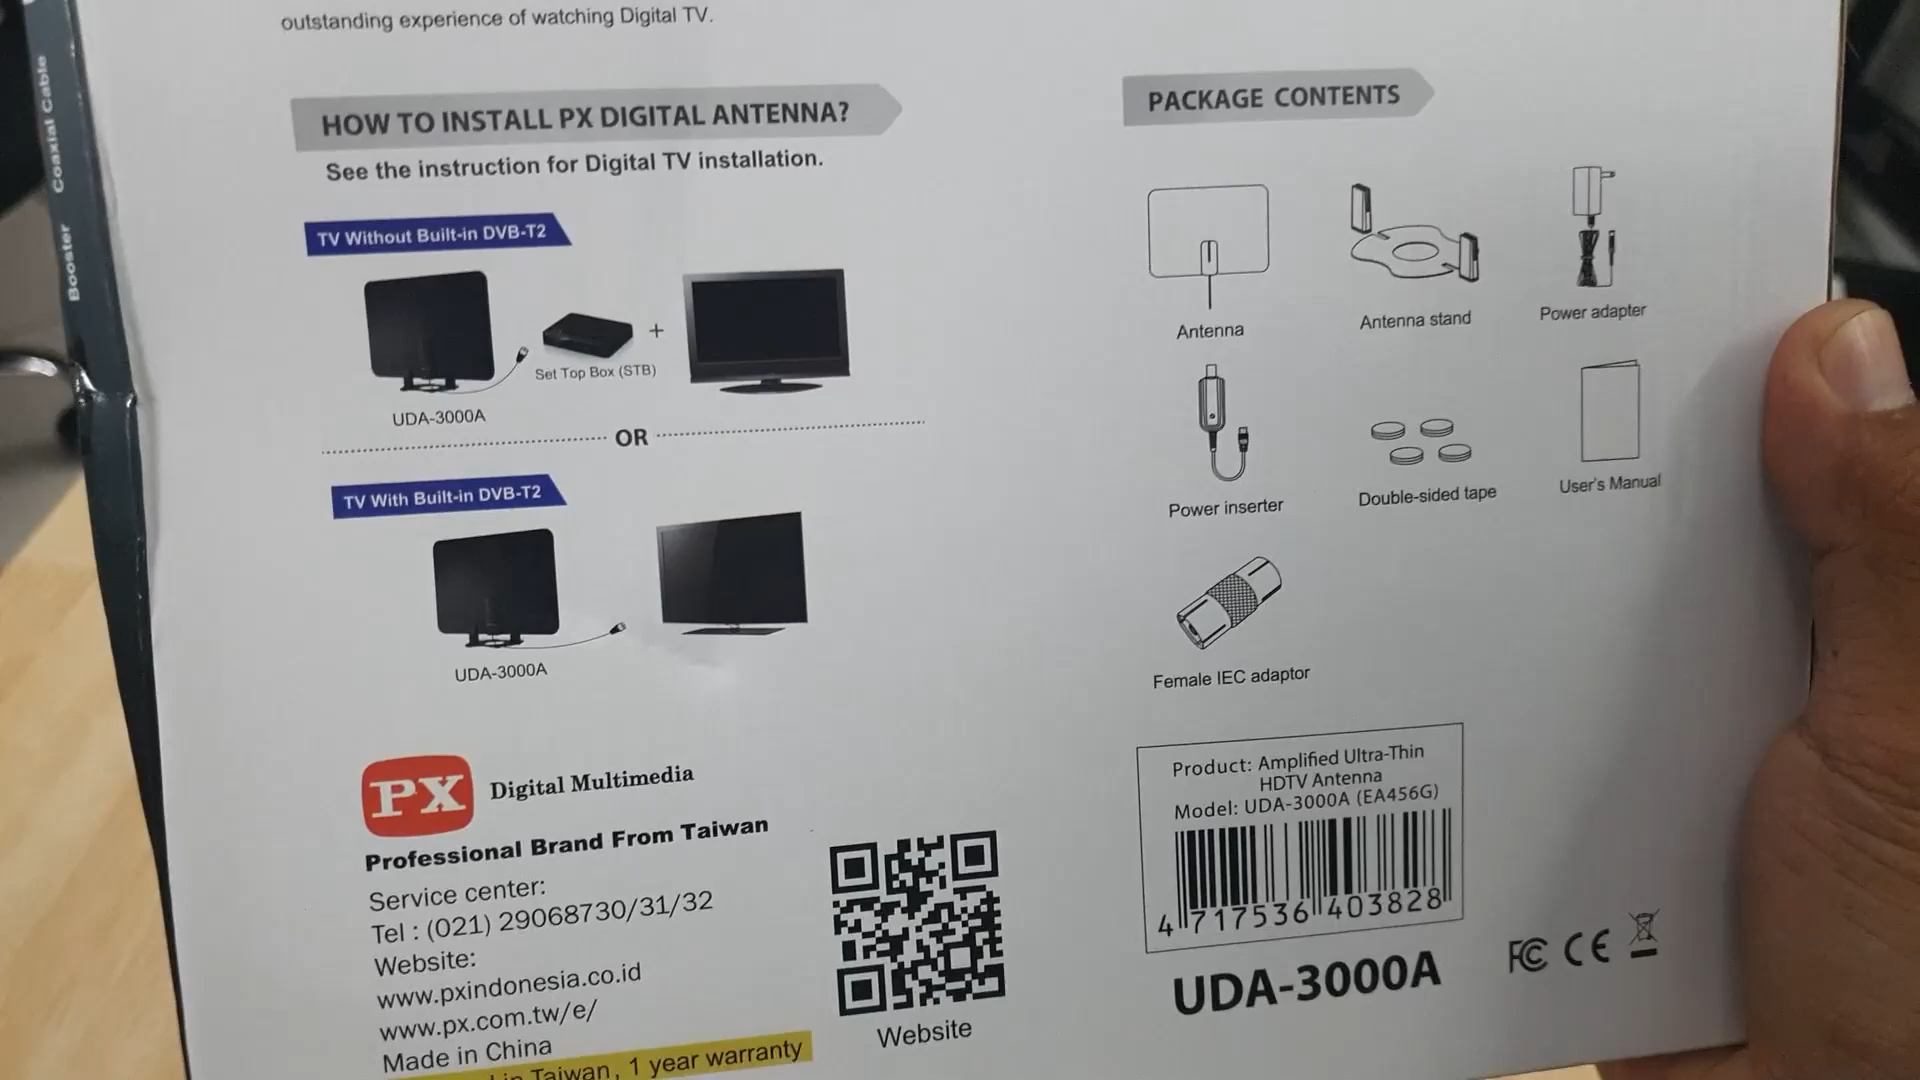 outstanding experience of watching Digital TV.
Booster Coaxial Cable
HOW TO INSTALL PX DIGITAL ANTENNA?
See the instruction for Digital TV installation.
TV Without Built-in DVB-T2
UDA-3000A
Set Top Box (STB)
+
OR
TV With Built-in DVB-T2
UDA-3000A
PX Digital Multimedia
Professional Brand From Taiwan
Service center:
Tel : (021) 29068730/31/32
Website:
www.pxindonesia.co.id
www.px.com.tw/e/
Made in China
in Taiwan, 1 year warranty
Website
PACKAGE CONTENTS
Antenna
Antenna stand
Power adapter
Power inserter
Double-sided tape
User's Manual
Female IEC adaptor
Product: Amplified Ultra-Thin
HDTV Antenna
Model: UDA-3000A (EA456G)
4 717536 403828
UDA-3000A
FC CE